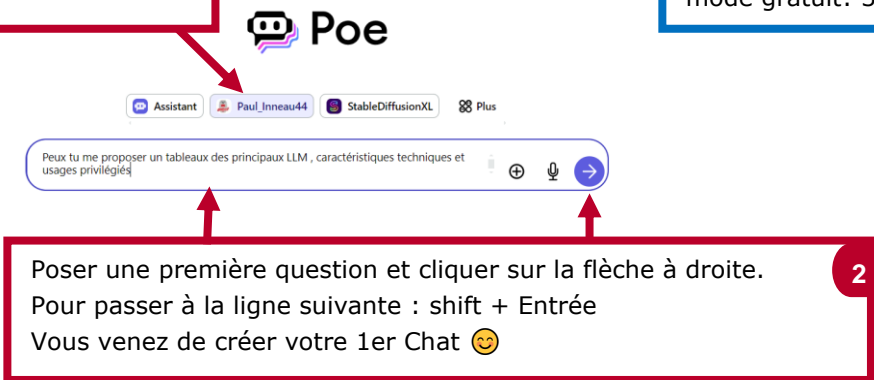 mode gratuit? S
Poe
Assistant Paul_Inneau44 StableDiffusionXL Plus
Peux tu me proposer un tableaux des principaux LLM , caractéristiques techniques et
usages privilégiés
Poser une première question et cliquer sur la flèche à droite.
2
Pour passer à la ligne suivante : shift + Entrée
Vous venez de créer votre 1er Chat 😊